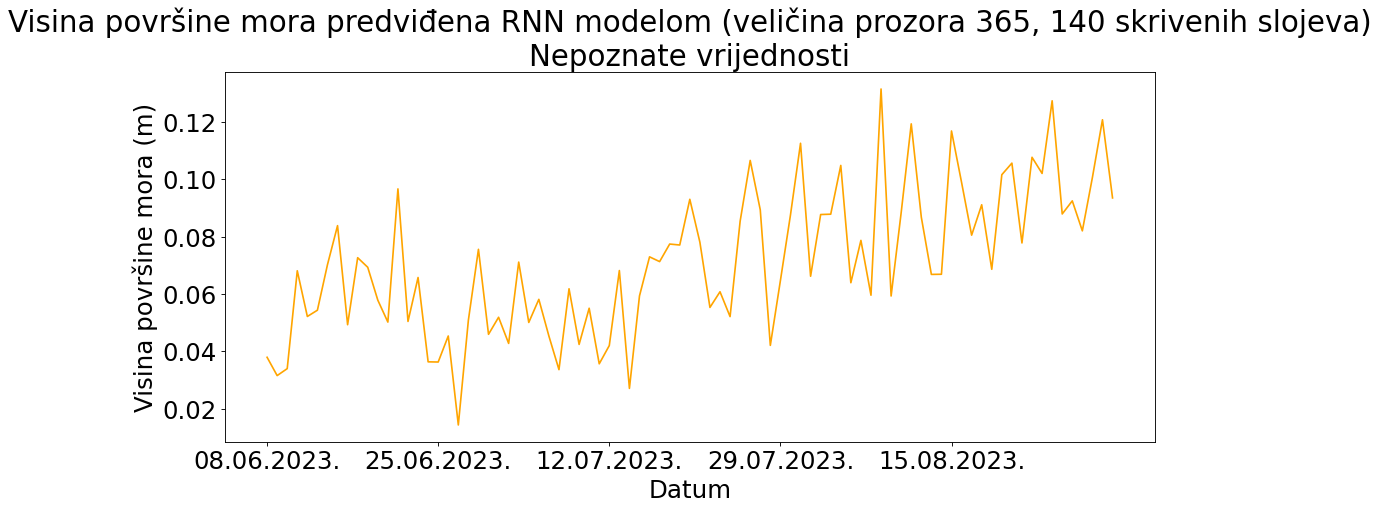 Visina površine mora predviđena RNN modelom (veličina prozora 365, 140 skrivenih slojeva)
Nepoznate vrijednosti
Visina površine mora (m)
0.12
0.10
0.08
0.06
0.04
0.02
08.06.2023. 25.06.2023. 12.07.2023. 29.07.2023. 15.08.2023.
Datum